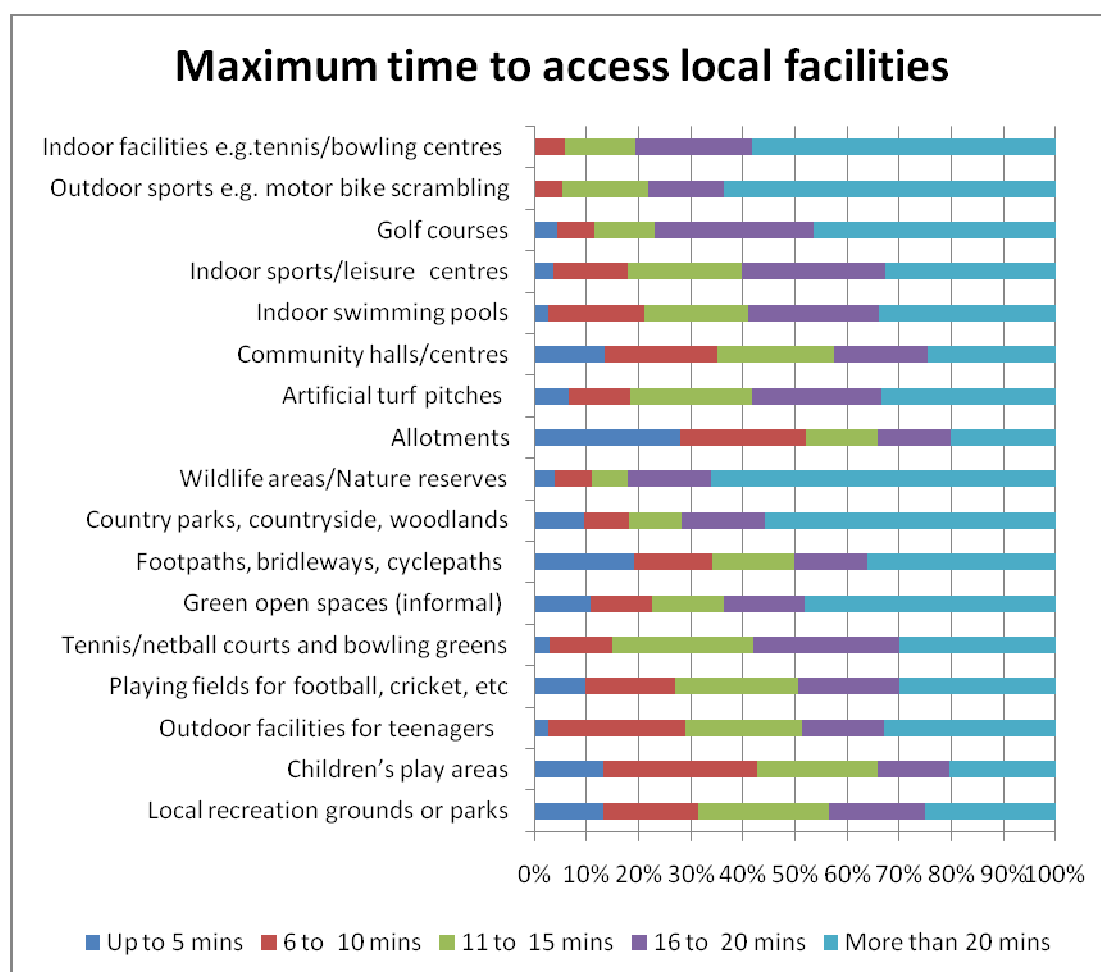 Maximum time to access local facilities
Indoor facilities e.g.tennis/bowling centres
Outdoor sports e.g. motor bike scrambling
Golf courses
Indoor sports/leisure centres
Indoor swimming pools
Community halls/centres
Artificial turf pitches
Allotments
Wildlife areas/Nature reserves
Country parks, countryside, woodlands
Footpaths, bridleways, cyclepaths
Green open spaces (informal)
Tennis/netball courts and bowling greens
Playing fields for football, cricket, etc
Outdoor facilities for teenagers
Children’s play areas
Local recreation grounds or parks
0% 10% 20% 30% 40% 50% 60% 70% 80% 90% 100%
Up to 5 mins 6 to 10 mins 11 to 15 mins 16 to 20 mins More than 20 mins